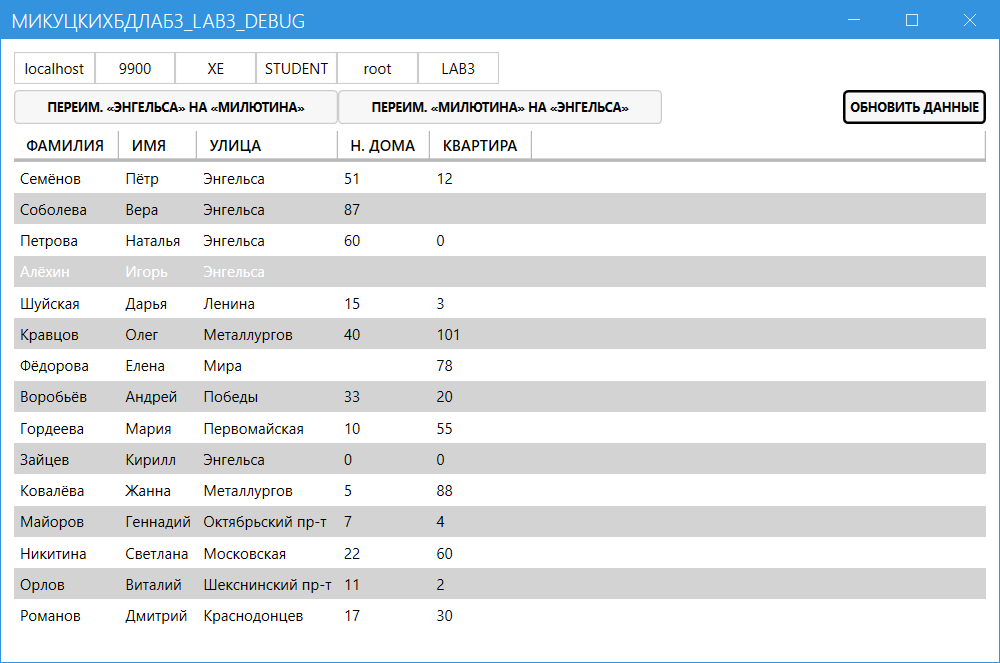 МИКУЦКИХБДЛАБ3_LAB3_DEBUG
localhost 9900 XE STUDENT root LAB3
ПЕРЕИМ. «ЭНГЕЛЬСА» НА «МИЛЮТИНА» ПЕРЕИМ. «МИЛЮТИНА» НА «ЭНГЕЛЬСА» ОБНОВИТЬ ДАННЫЕ
ФАМИЛИЯ ИМЯ УЛИЦА Н. ДОМА КВАРТИРА
Семёнов Пётр Энгельса 51 12
Соболева Вера Энгельса 87
Петрова Наталья Энгельса 60 0
Алёхин Игорь Энгельса
Шуйская Дарья Ленина 15 3
Кравцов Олег Металлургов 40 101
Фёдорова Елена Мира 78
Воробьёв Андрей Победы 33 20
Гордеева Мария Первомайская 10 55
Зайцев Кирилл Энгельса 0 0
Ковалёва Жанна Металлургов 5 88
Майоров Геннадий Октябрьский пр-т 7 4
Никитина Светлана Московская 22 60
Орлов Виталий Шекснинский пр-т 11 2
Романов Дмитрий Краснодонцев 17 30